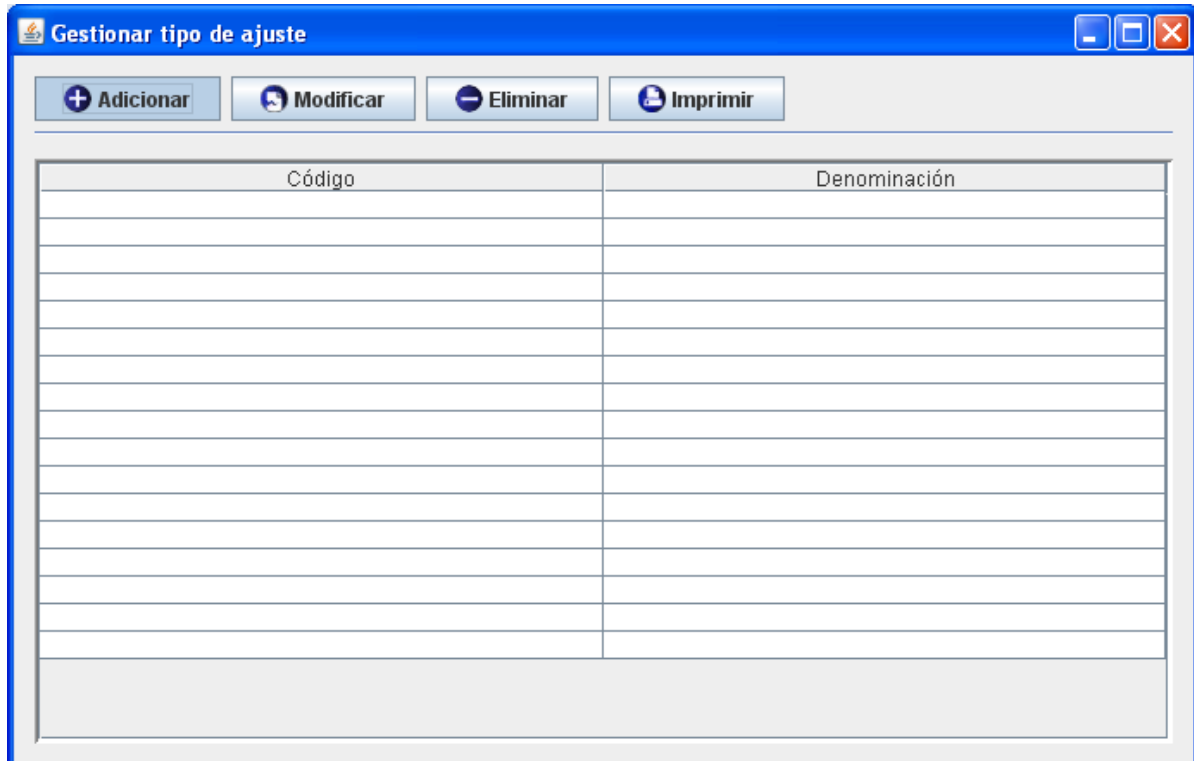 Gestionar tipo de ajuste
Adicionar Modificar Eliminar Imprimir
Código Denominación